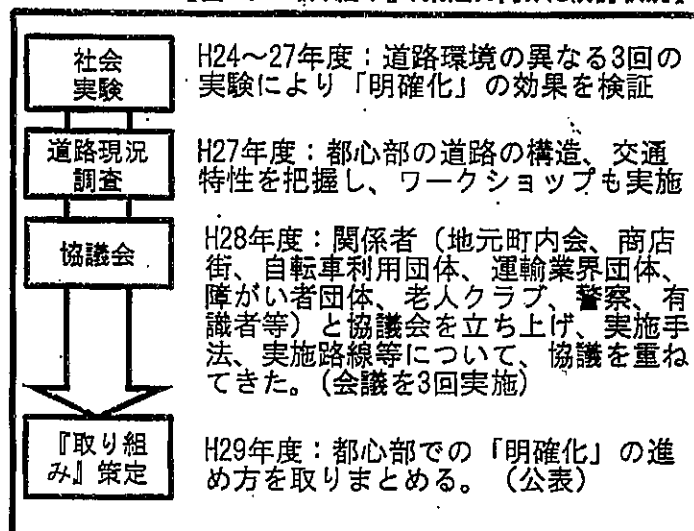 社会
実験
H24～27年度：道路環境の異なる3回の
実験により「明確化」の効果を検証
道路現況
調査
H27年度：都心部の道路の構造、交通
特性を把握し、ワークショップも実施
協議会
H28年度：関係者（地元町内会、商店
街、自転車利用団体、運輸業界団体、
障がい者団体、老人クラブ、警察、有
識者等）と協議会を立ち上げ、実施手
法、実施路線等について、協議を重ね
てきた。（会議を3回実施）
『取り組
み』策定
H29年度：都心部での「明確化」の進
め方を取りまとめる。（公表）